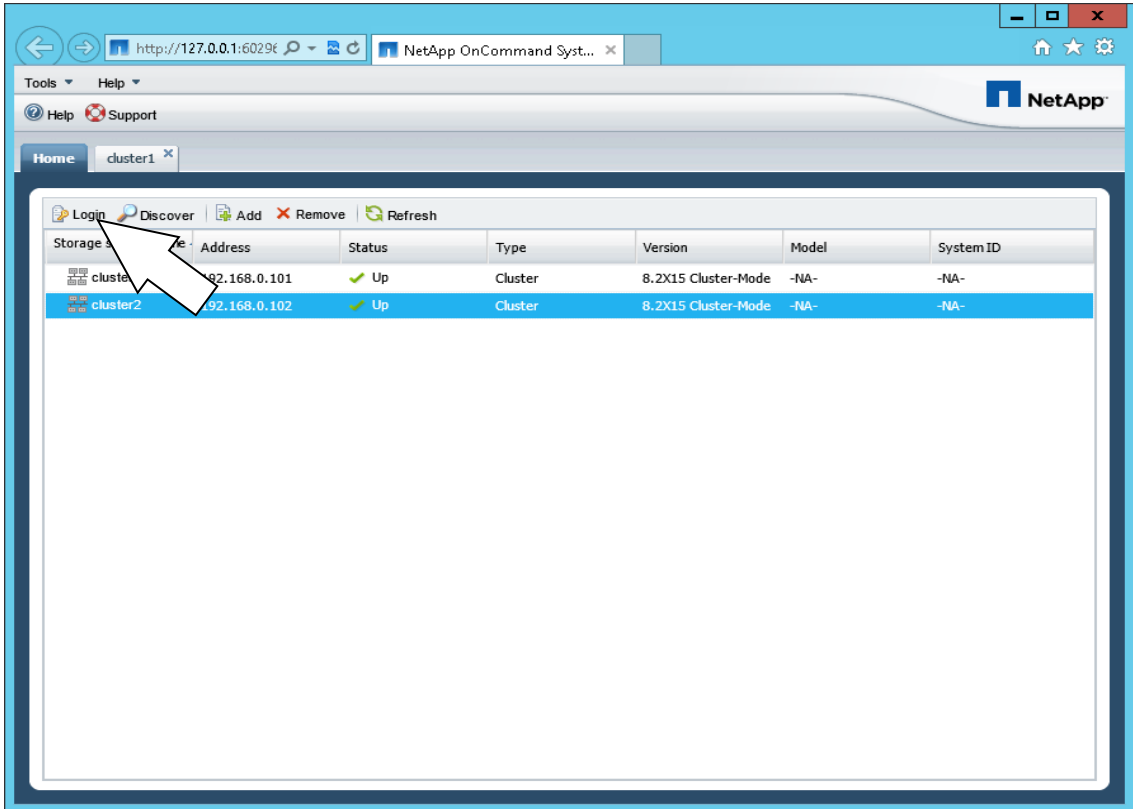 http://127.0.0.1:6029
NetApp OnCommand Syst...
Tools Help
Help Support
NetApp
Home cluster1
Login Discover Add Remove Refresh
Storage Address Status Type Version Model System ID
192.168.0.101 Up Cluster 8.2X15 Cluster-Mode -NA- -NA-
cluster2 192.168.0.102 Up Cluster 8.2X15 Cluster-Mode -NA- -NA-